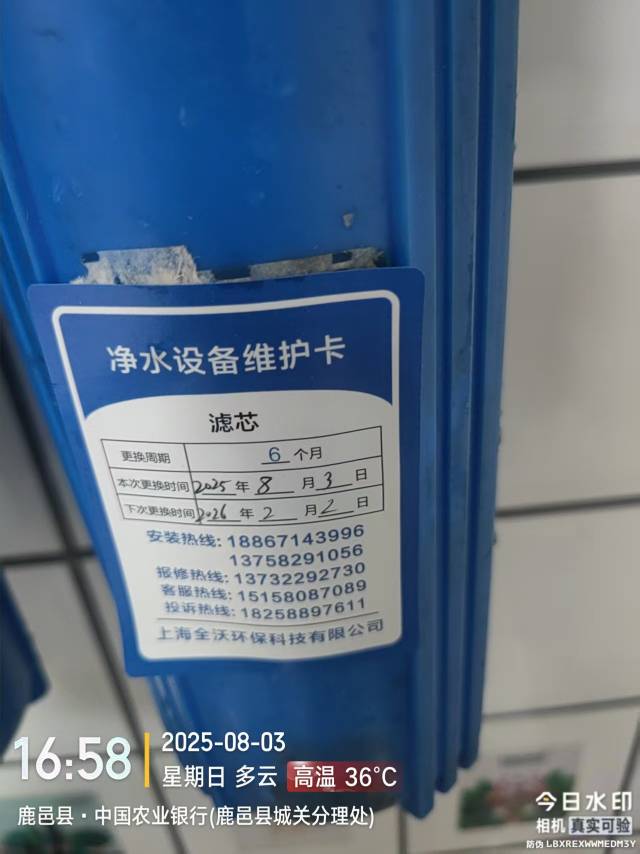 净水设备维护卡
滤芯
更换周期 6 个月
本次更换时间 2025 年 8 月 3 日
下次更换时间 2026 年 2 月 2 日
安装热线: 18867143996
13758291056
报修热线: 13732292730
客服热线: 15158087089
投诉热线: 18258897611
上海全沃环保科技有限公司
16:58
2025-08-03
星期日 多云 高温 36°C
鹿邑县·中国农业银行(鹿邑县城关分理处)
今日水印
相机 真实可验
防伪 LBXREXWWMEDM3Y